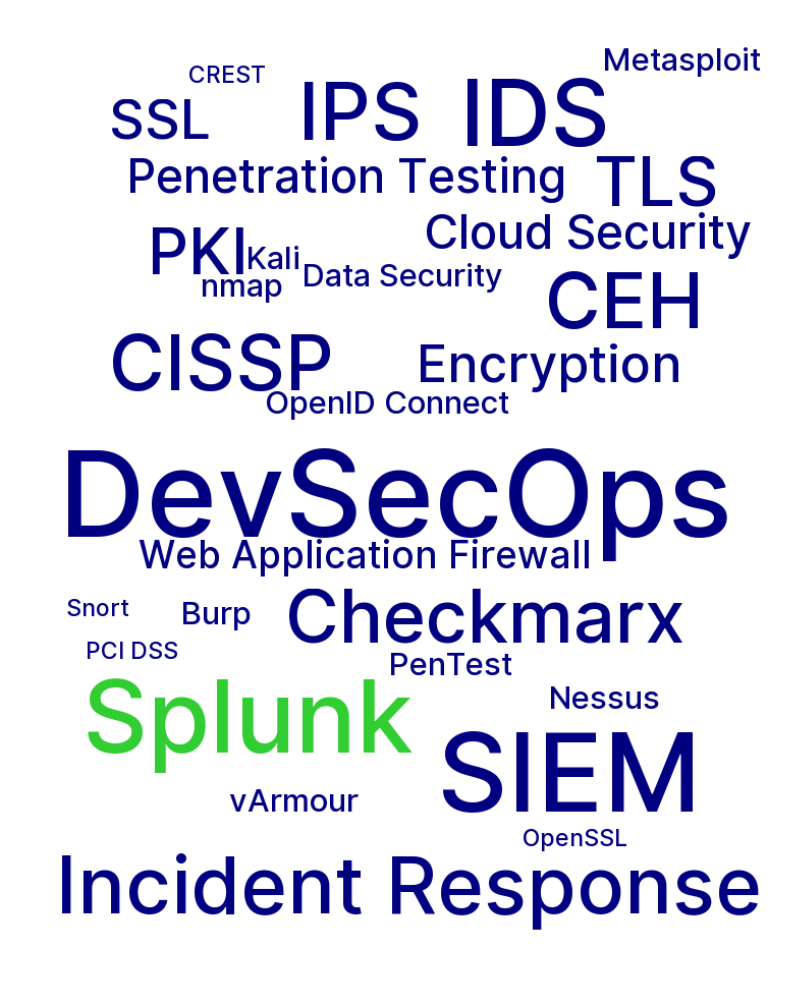 Metasploit
CREST
SSL IPS IDS
Penetration Testing TLS
Cloud Security
PKI Kali
nmap Data Security
CEH
CISSP Encryption
OpenID Connect
DevSecOps
Web Application Firewall
Snort Burp Checkmarx
PCI DSS PenTest
Splunk Nessus
SIEM
vArmour
OpenSSL
Incident Response